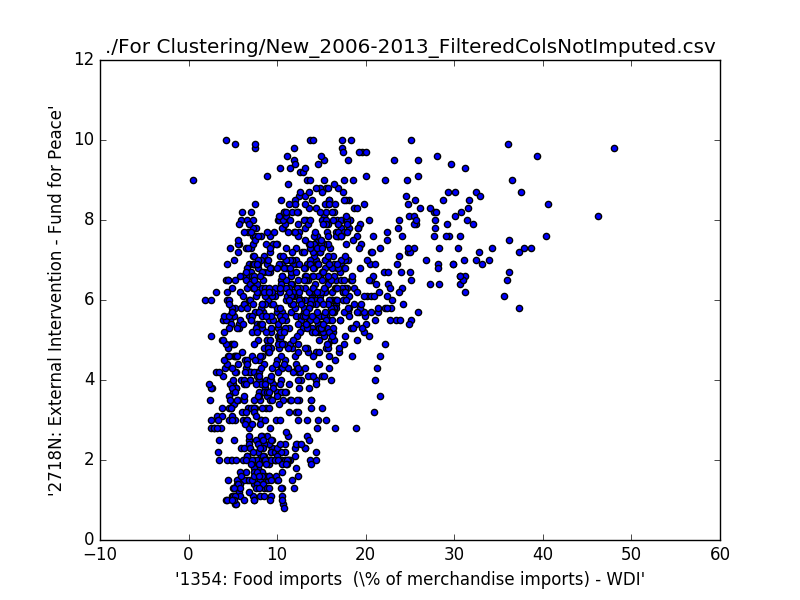 ./For Clustering/New_2006-2013_FilteredColsNotImputed.csv
'2718N: External Intervention - Fund for Peace'
12
10
8
6
4
2
0
−10 0 10 20 30 40 50 60
'1354: Food imports  (\% of merchandise imports) - WDI'